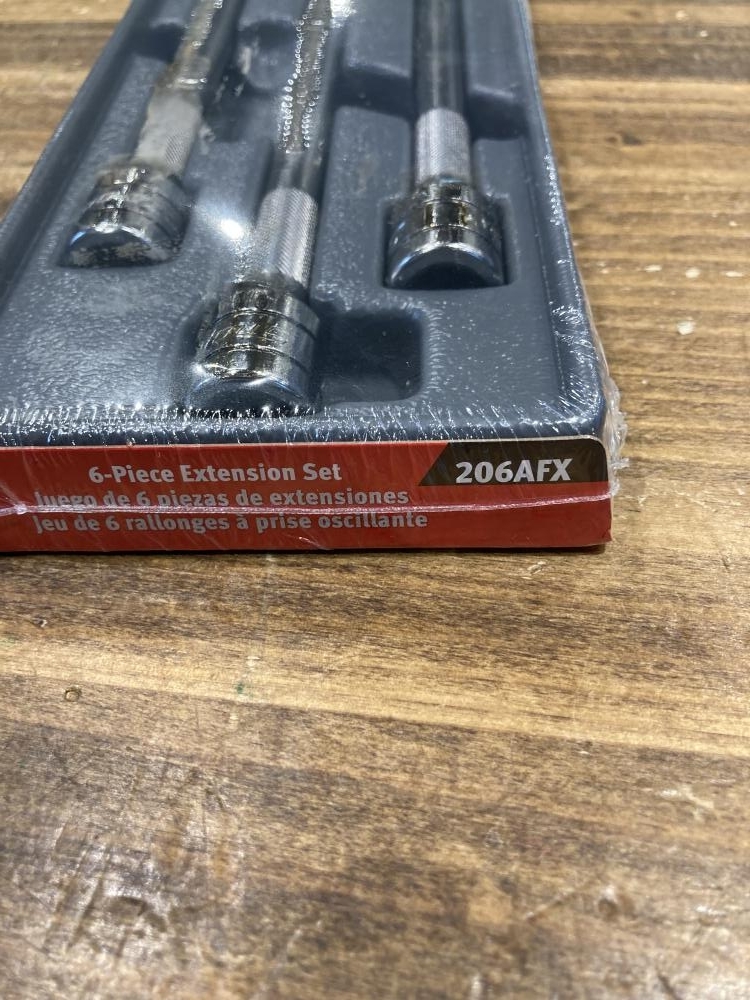 6-Piece Extension Set
206AFX
Juego de 6 piezas de extensiones
Jeu de 6 rallonges à prise oscillante